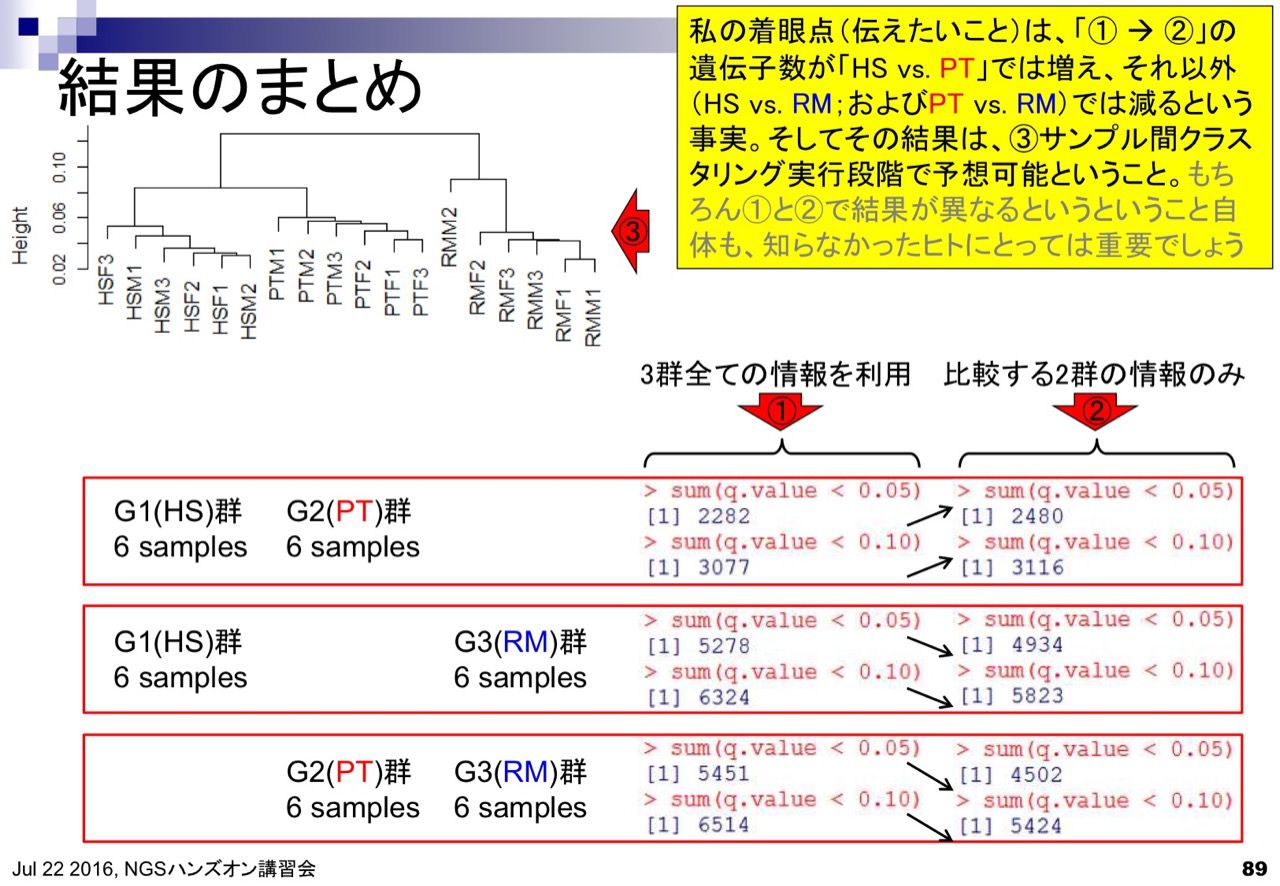 結果のまとめ
私の着眼点（伝えたいこと）は、「① → ②」の
遺伝子数が「HS vs. PT」では増え、それ以外
（HS vs. RM；およびPT vs. RM）では減るという
事実。そしてその結果は、③サンプル間クラス
タリング実行段階で予想可能ということ。もち
ろん①と②で結果が異なるというということ自
体も、知らなかったヒトにとっては重要でしょう
Height
0.02 0.06 0.10
HSF3 HSM1 HSM3 HSF2 HSF1 HSM2 PTM1 PTM2 PTM3 PTF2 PTF1 PTF3 RMM2 RMF2 RMF3 RMM3 RMF1 RMM1
③
3群全ての情報を利用 比較する2群の情報のみ
① ②
G1(HS)群 G2(PT)群
6 samples 6 samples
> sum(q.value < 0.05) > sum(q.value < 0.05)
[1] 2282 [1] 2480
> sum(q.value < 0.10) > sum(q.value < 0.10)
[1] 3077 [1] 3116
G1(HS)群 G3(RM)群
6 samples 6 samples
> sum(q.value < 0.05) > sum(q.value < 0.05)
[1] 5278 [1] 4934
> sum(q.value < 0.10) > sum(q.value < 0.10)
[1] 6324 [1] 5823
G2(PT)群 G3(RM)群
6 samples 6 samples
> sum(q.value < 0.05) > sum(q.value < 0.05)
[1] 5451 [1] 4502
> sum(q.value < 0.10) > sum(q.value < 0.10)
[1] 6514 [1] 5424
Jul 22 2016, NGSハンズオン講習会
89